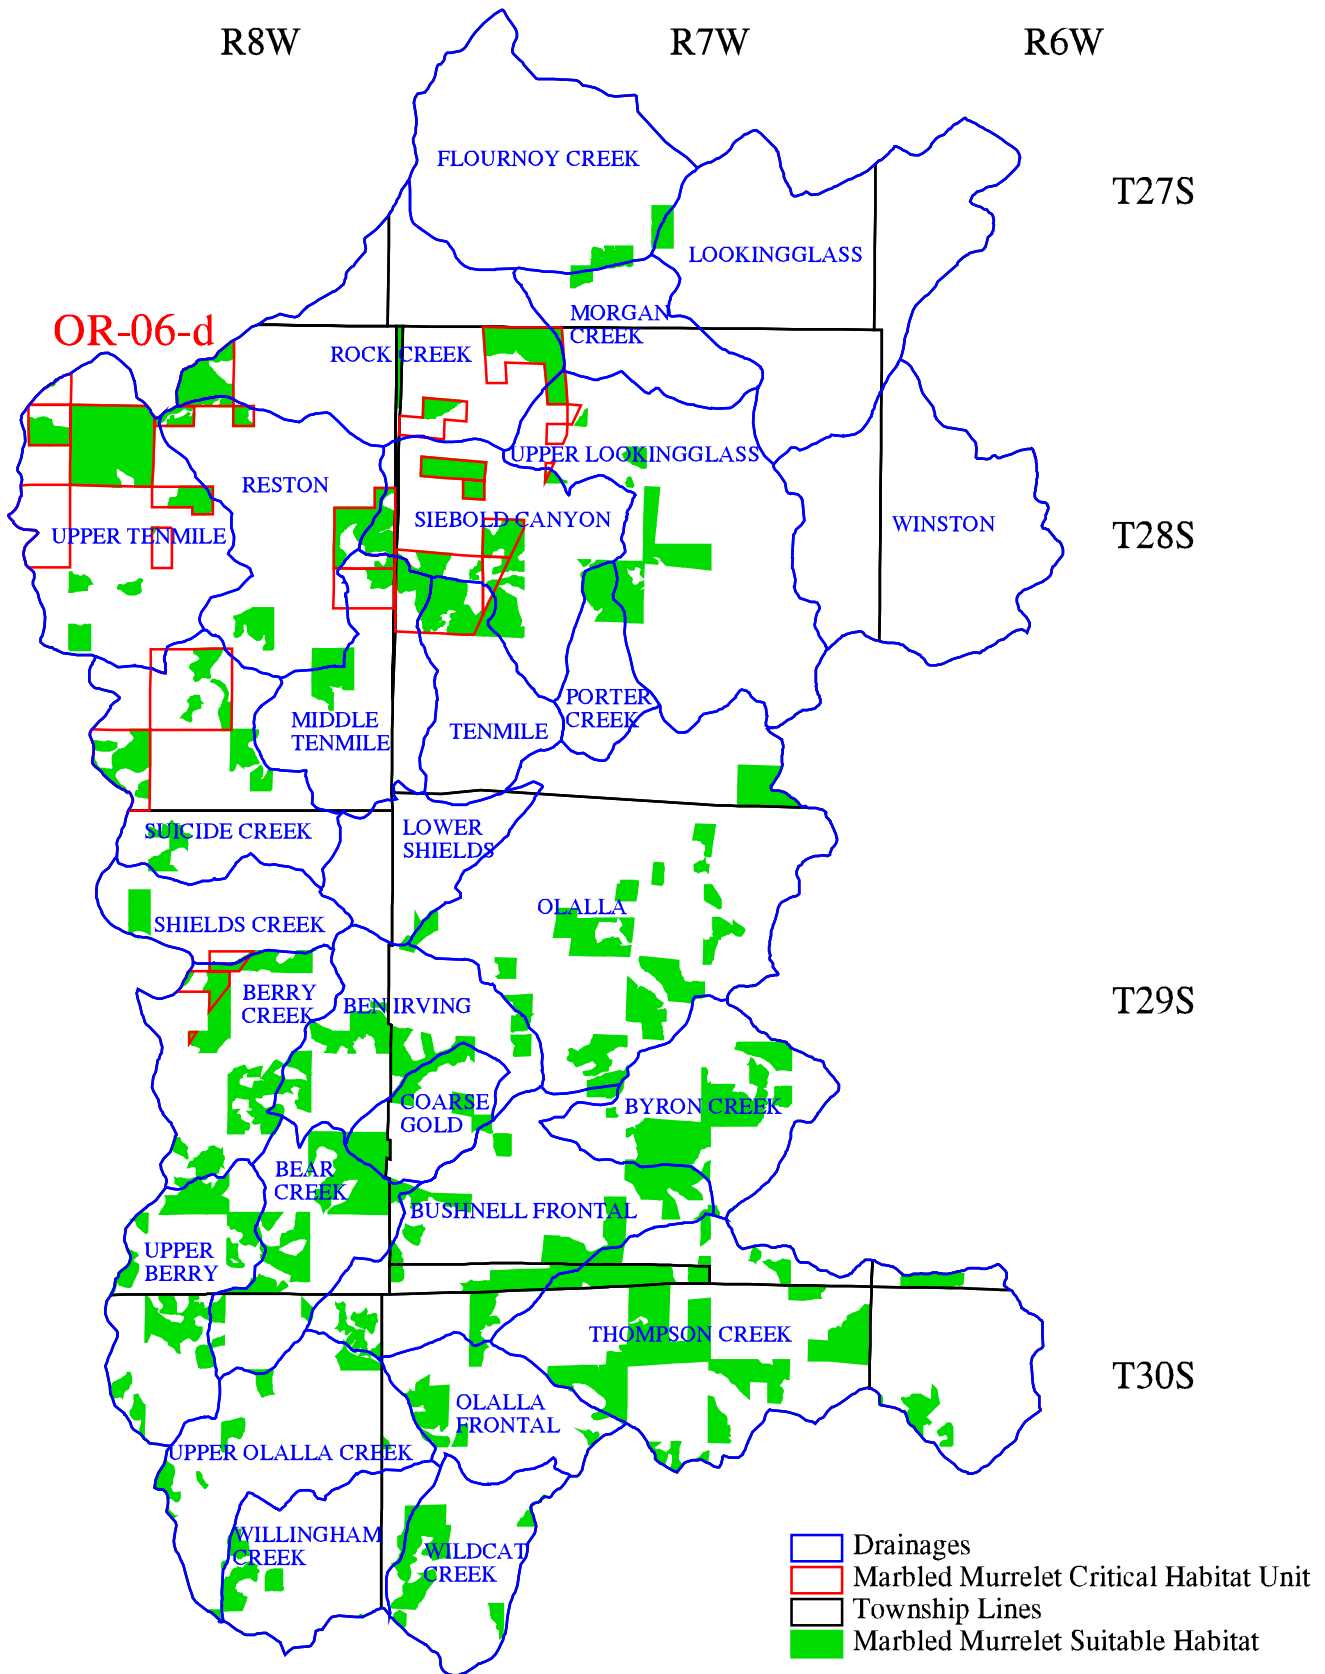 R8W
R7W
R6W
FLOURNOY CREEK
T27S
LOOKINGGLASS
MORGAN
CREEK
OR-06-d
ROCK CREEK
UPPER LOOKINGGLASS
RESTON
SIEBOLD CANYON
WINSTON
UPPER TENMILE
T28S
PORTER
CREEK
MIDDLE
TENMILE
TENMILE
SUICIDE CREEK
LOWER
SHIELDS
OLALLA
SHIELDS CREEK
BERRY
CREEK
BEN IRVING
T29S
COARSE
GOLD
BYRON CREEK
BEAR
CREEK
BUSHNELL FRONTAL
UPPER
BERRY
THOMPSON CREEK
T30S
OLALLA
FRONTAL
UPPER OLALLA CREEK
WILLINGHAM
CREEK
WILDCAT
CREEK
Drainages
Marbled Murrelet Critical Habitat Unit
Township Lines
Marbled Murrelet Suitable Habitat